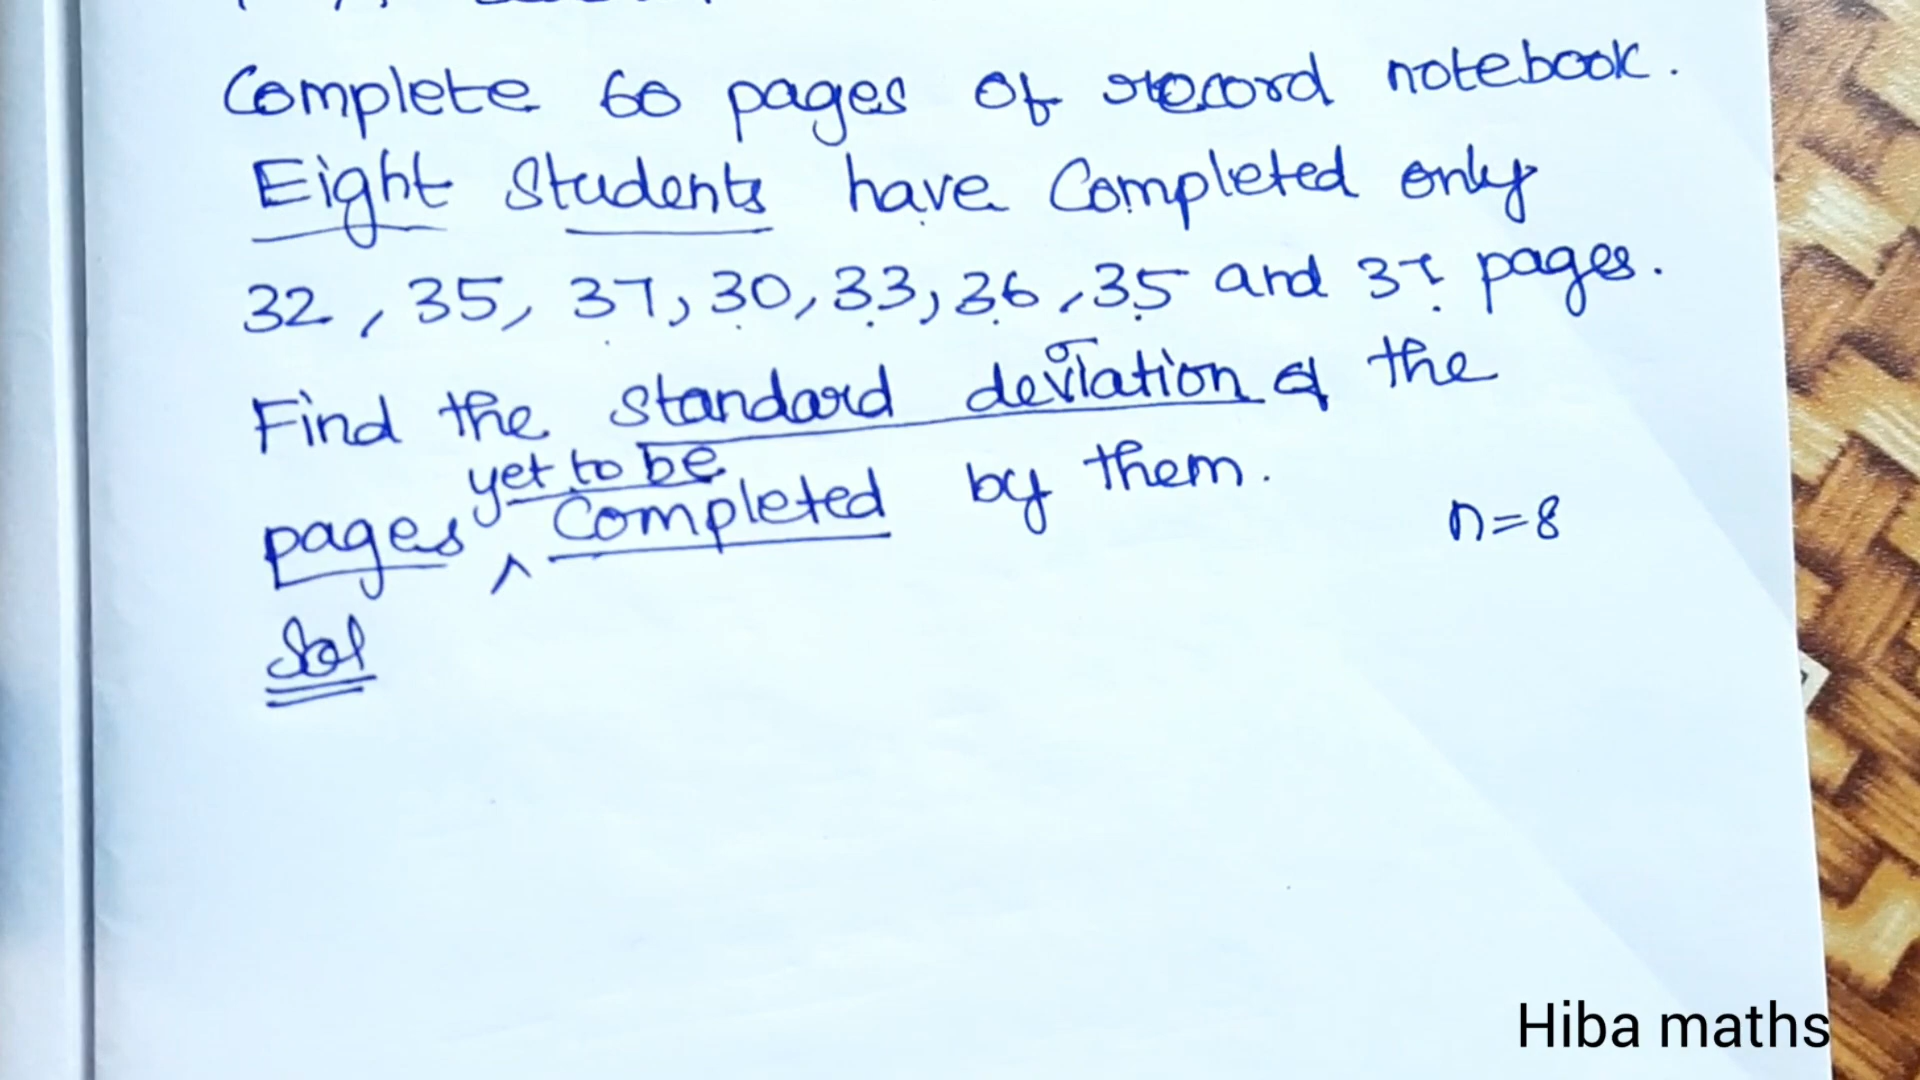 Complete 60 pages of record notebook.
Eight Students have Completed only
32, 35, 37, 30, 33, 36, 35 and 37 pages.
Find the standard deviation of the
σ
yet to be
pages ^ Completed by them.
n=8
Sol
Hiba maths